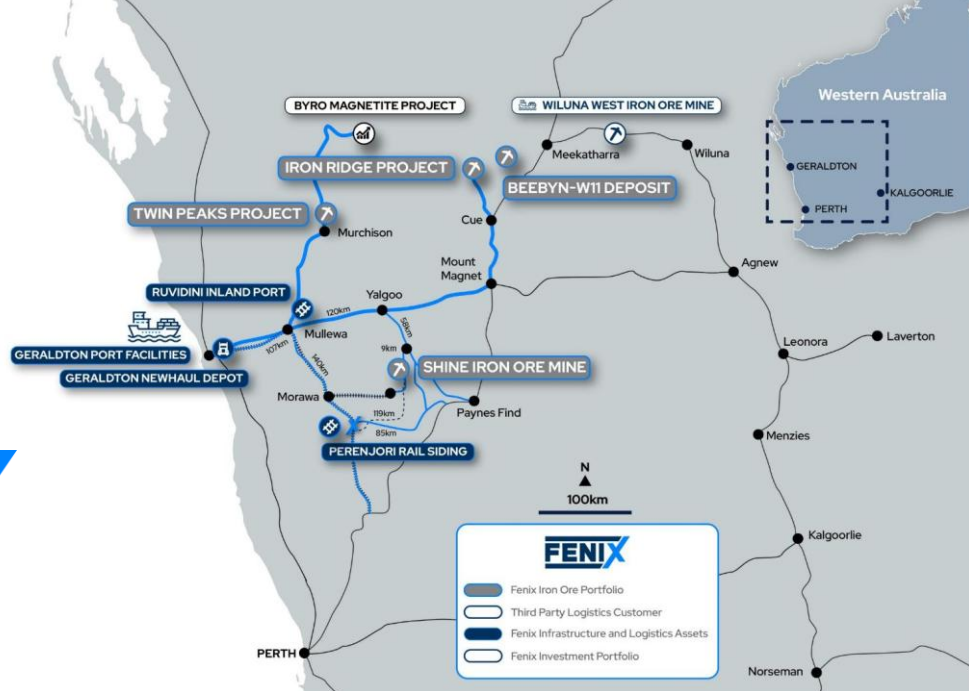 Western Australia
GERALDTON
KALGOORLIE
PERTH
BYRO MAGNETITE PROJECT
WILUNA WEST IRON ORE MINE
Meekatharra
Wiluna
IRON RIDGE PROJECT
BEEBYN-W11 DEPOSIT
TWIN PEAKS PROJECT
Murchison
Cue
Mount
Magnet
Agnew
RUVIDINI INLAND PORT
Yalgoo
120km
58km
Mullewa
107km
GERALDTON PORT FACILITIES
GERALDTON NEWHAUL DEPOT
140km
9km
SHINE IRON ORE MINE
Leonora
Laverton
Morawa
119km
85km
Paynes Find
PERENJORI RAIL SIDING
Menzies
N
100km
Kalgoorlie
FENIX
Fenix Iron Ore Portfolio
Third Party Logistics Customer
Fenix Infrastructure and Logistics Assets
Fenix Investment Portfolio
PERTH
Norseman